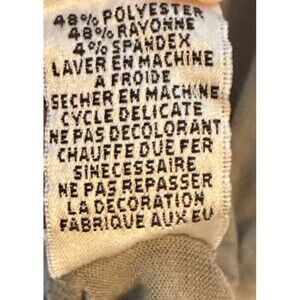 48% POLYESTER
48% RAYONNE
4% SPANDEX
LAVER EN MACHINE
A FROIDE
SECHER EN MACHINE
CYCLE DELICATE
NE PAS DECOLORANT
CHAUFFE DUE FER
SINECESSAIRE
NE PAS REPASSER
LA DECORATION
FABRIQUE AUX EU